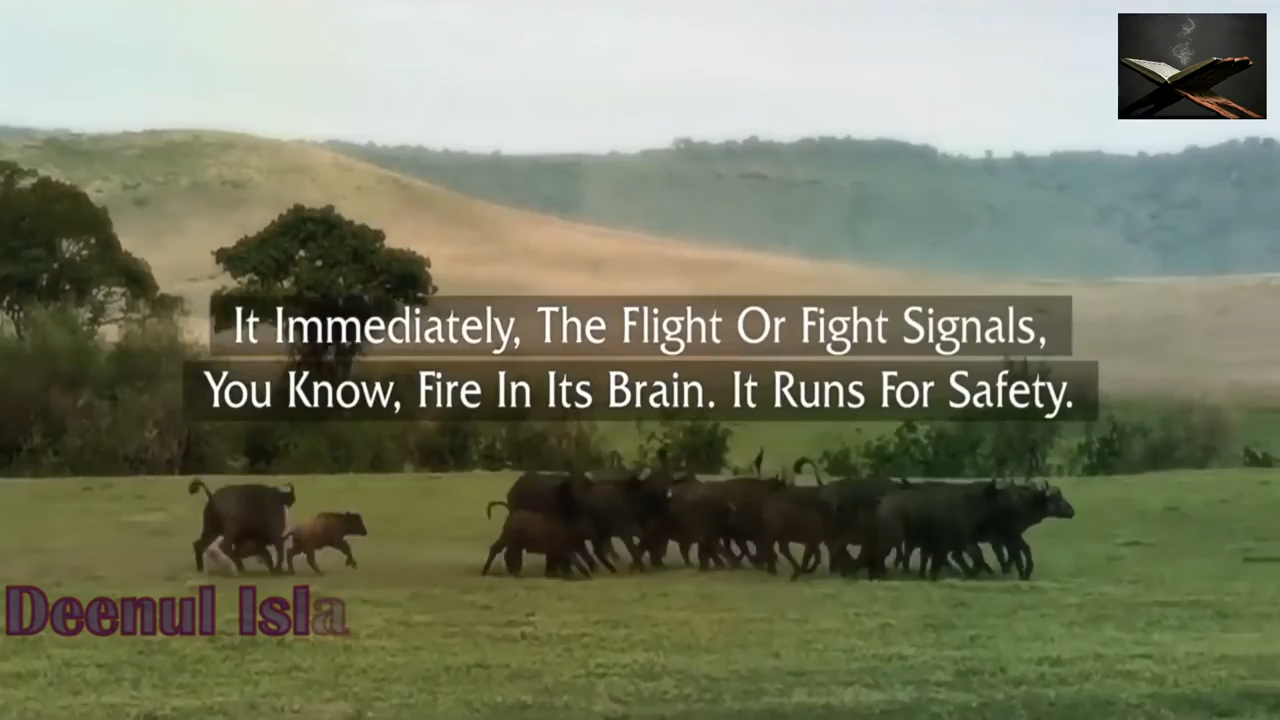 It Immediately, The Flight Or Fight Signals,
You Know, Fire In Its Brain. It Runs For Safety.
Deenul Isla